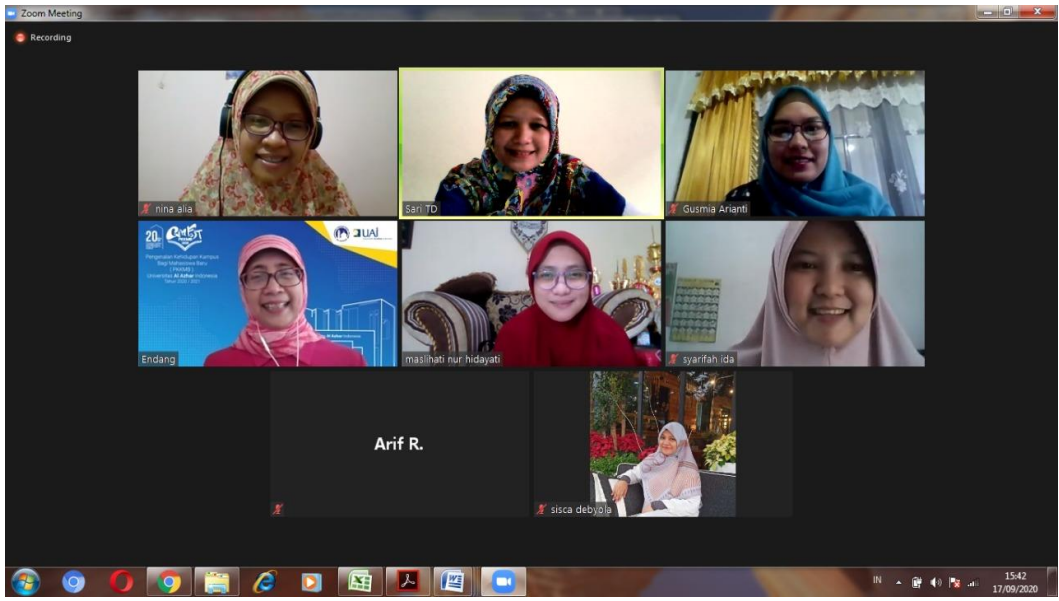 Zoom Meeting
Recording
nina alia
Sari TD
Gusmia Arianti
20
UAI
Pengenalan Kehidupan Kampus
Bagi Mahasiswa Baru
( PKKMB )
Universitas Al Azhar Indonesia
Endang
maslihati nur hidayati
syarifah ida
Arif R.
sisca debyola
IN
15:42
17/09/2020